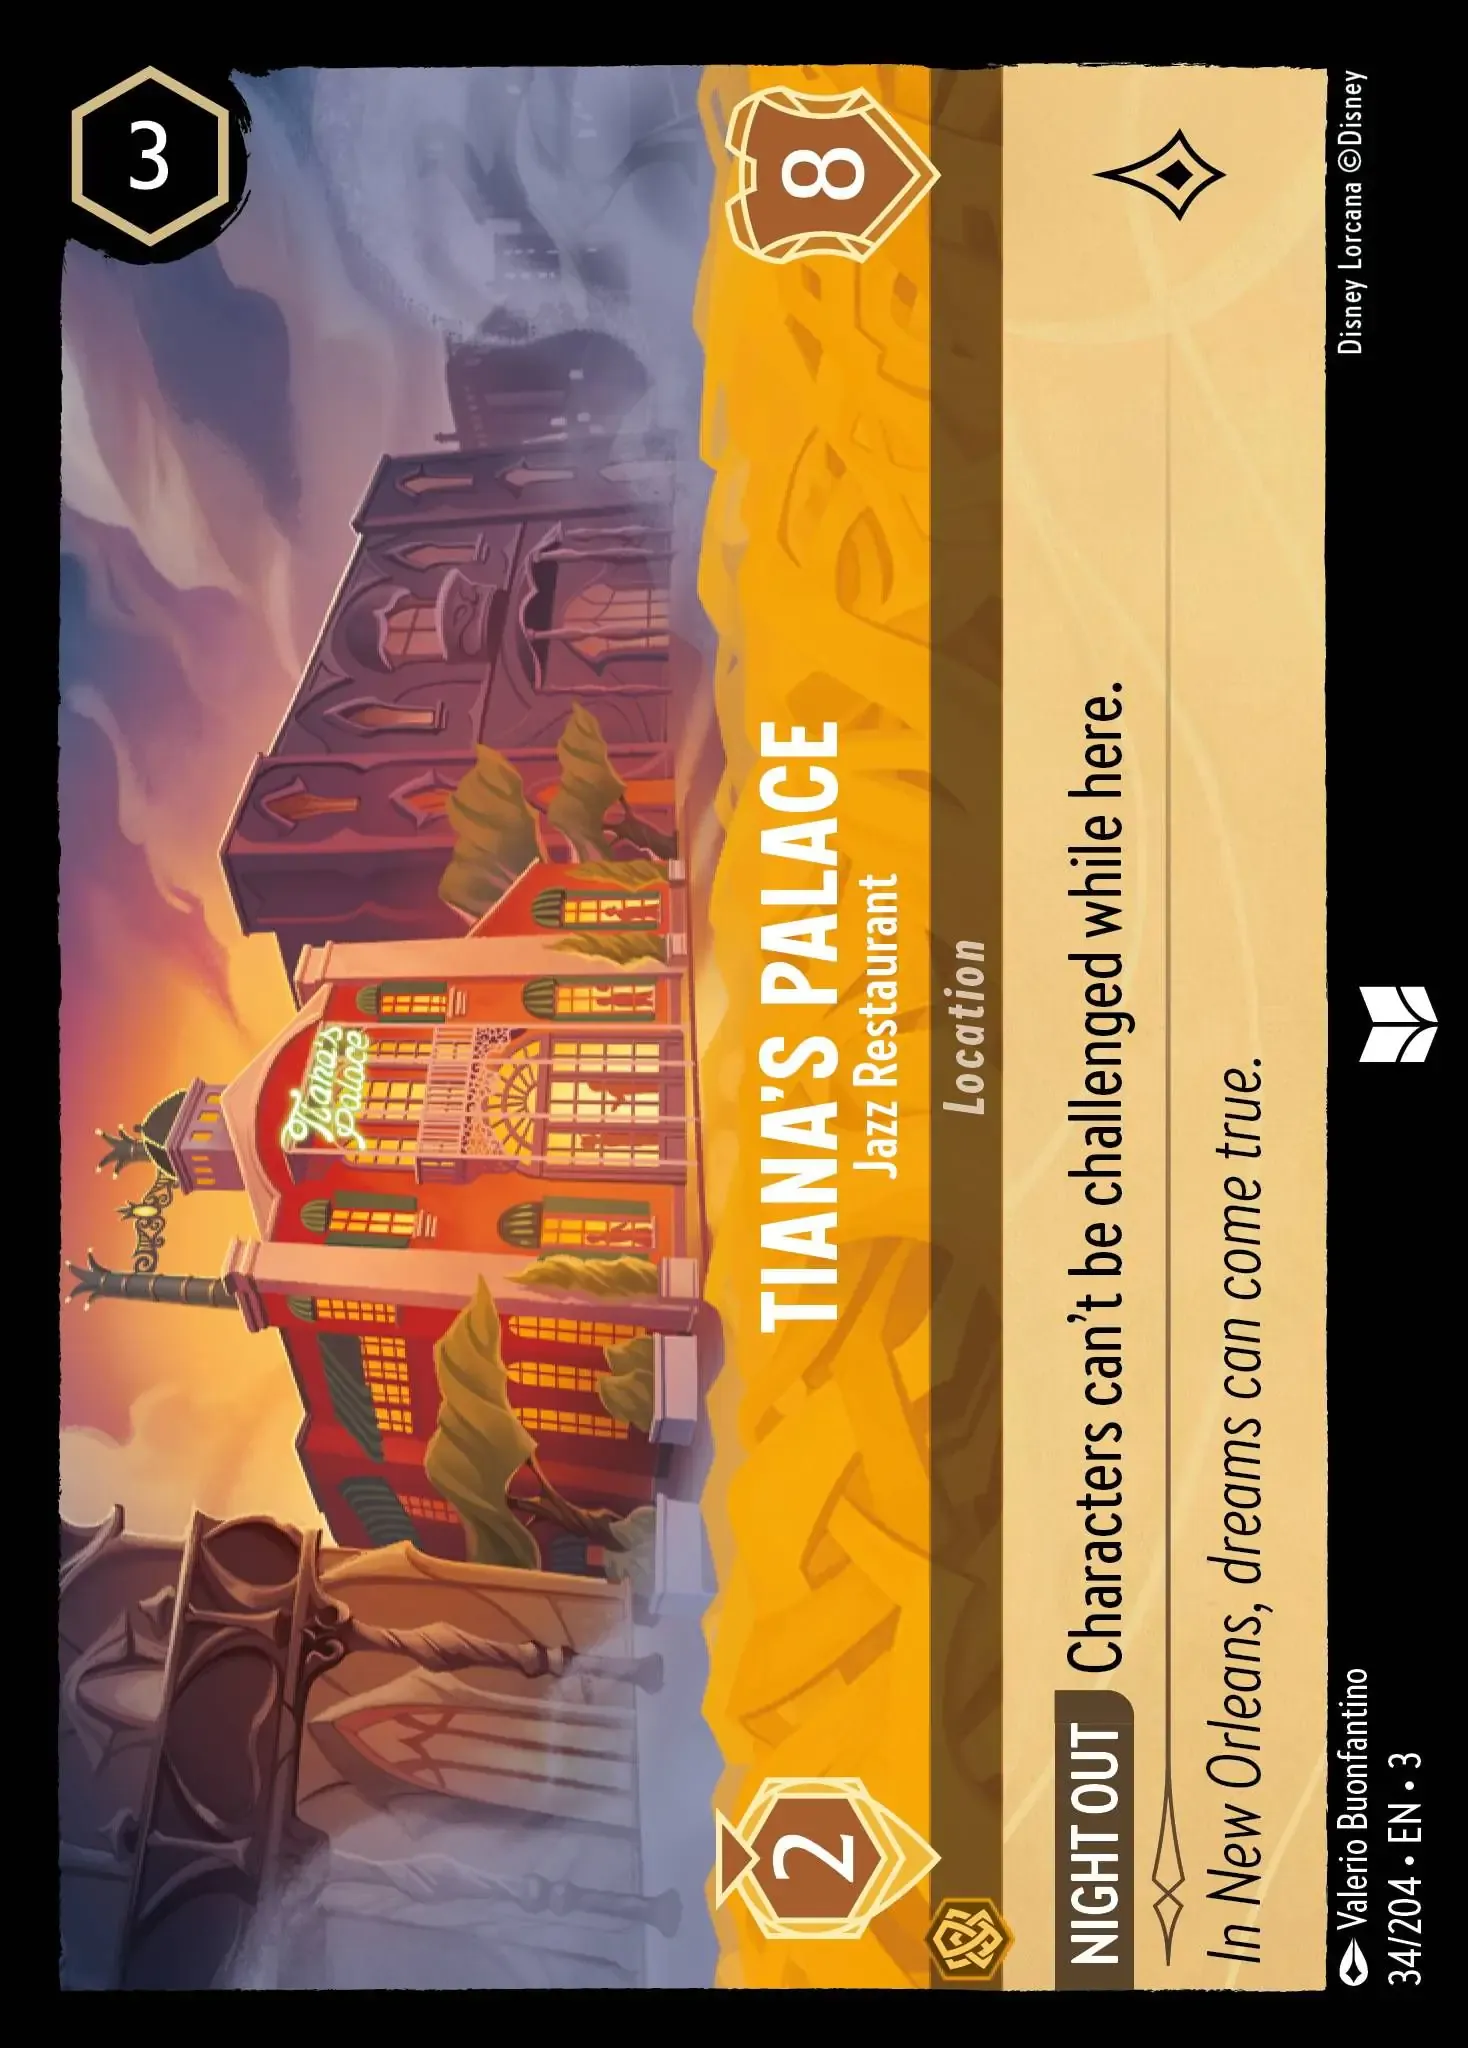 3
Tiana's
Palace
2
TIANA'S PALACE
8
Jazz Restaurant
Location
NIGHT OUT Characters can't be challenged while here.
In New Orleans, dreams can come true.
Valerio Buonfantino
Disney Lorcana ©Disney
34/204 • EN • 3